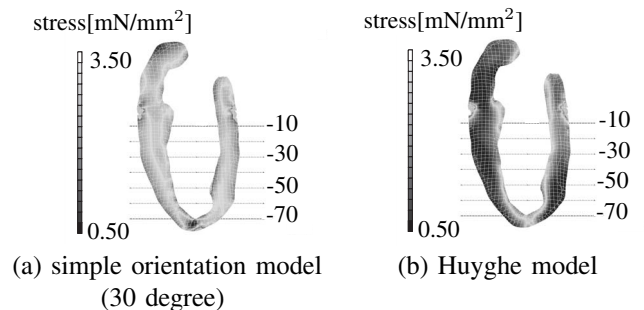 stress[mN/mm²]
3.50
-10
-30
-50
-70
0.50
(a) simple orientation model
(30 degree)
stress[mN/mm²]
3.50
-10
-30
-50
-70
0.50
(b) Huyghe model